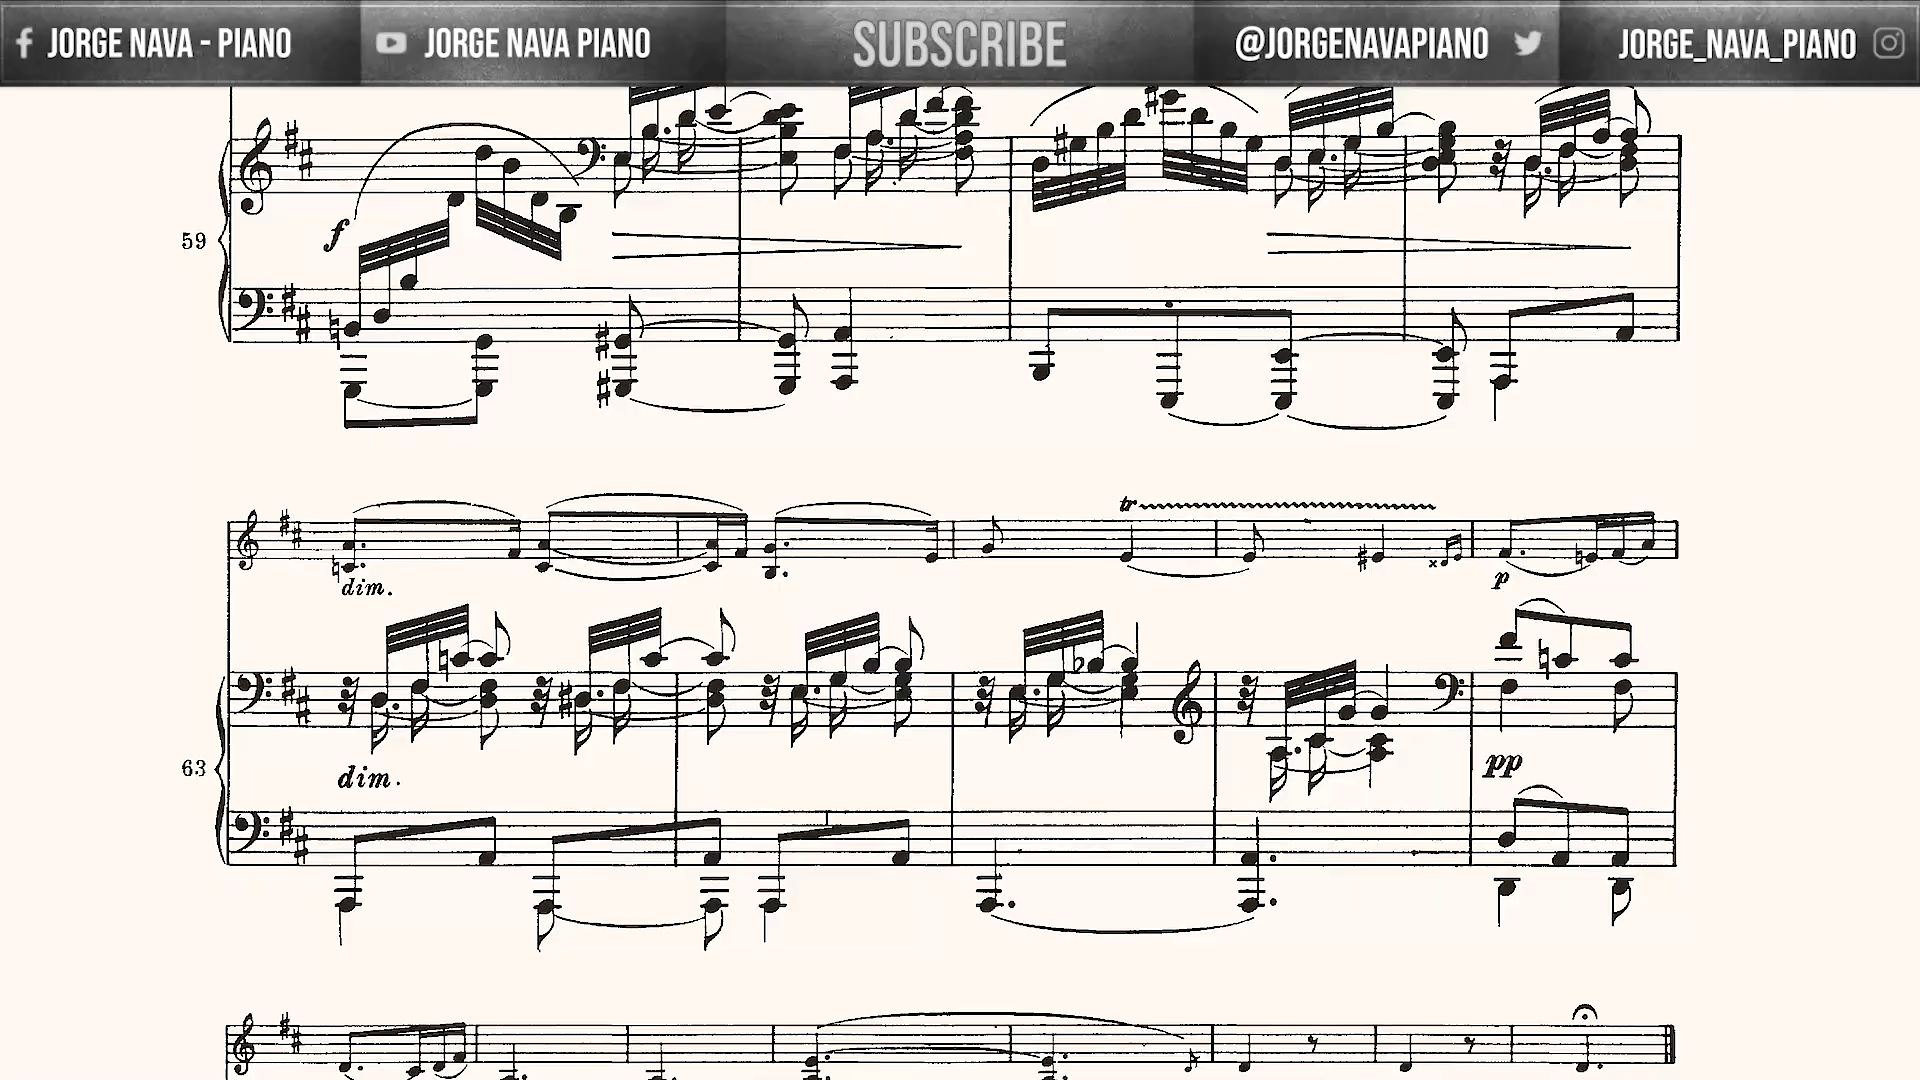 JORGE NAVA - PIANO
JORGE NAVA PIANO
SUBSCRIBE
@JORGENAVAPIANO
JORGE_NAVA_PIANO
f
59
tr
dim.
p
63
dim.
pp